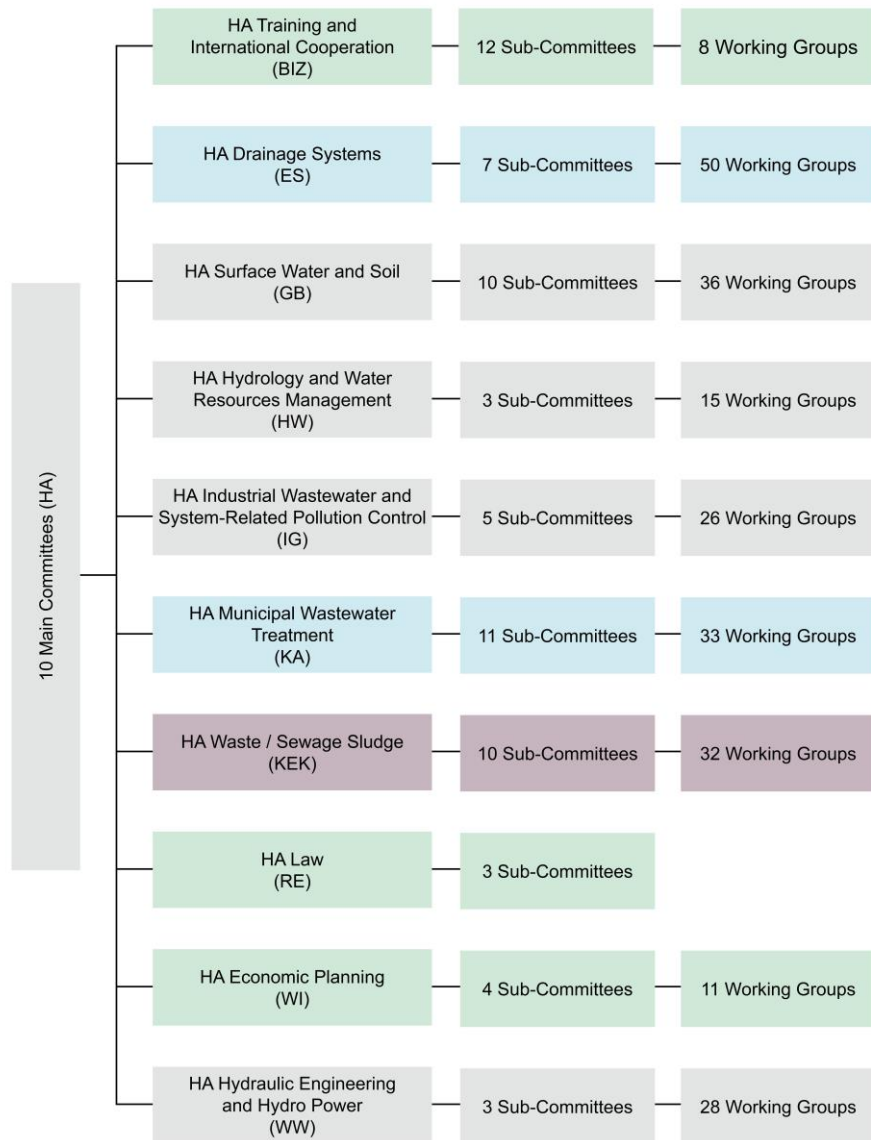 HA Training and
International Cooperation
(BIZ)
12 Sub-Committees
8 Working Groups
HA Drainage Systems
(ES)
7 Sub-Committees
50 Working Groups
HA Surface Water and Soil
(GB)
10 Sub-Committees
36 Working Groups
HA Hydrology and Water
Resources Management
(HW)
3 Sub-Committees
15 Working Groups
HA Industrial Wastewater and
System-Related Pollution Control
(IG)
5 Sub-Committees
26 Working Groups
10 Main Committees (HA)
HA Municipal Wastewater
Treatment
(KA)
11 Sub-Committees
33 Working Groups
HA Waste / Sewage Sludge
(KEK)
10 Sub-Committees
32 Working Groups
HA Law
(RE)
3 Sub-Committees
HA Economic Planning
(WI)
4 Sub-Committees
11 Working Groups
HA Hydraulic Engineering
and Hydro Power
(WW)
3 Sub-Committees
28 Working Groups